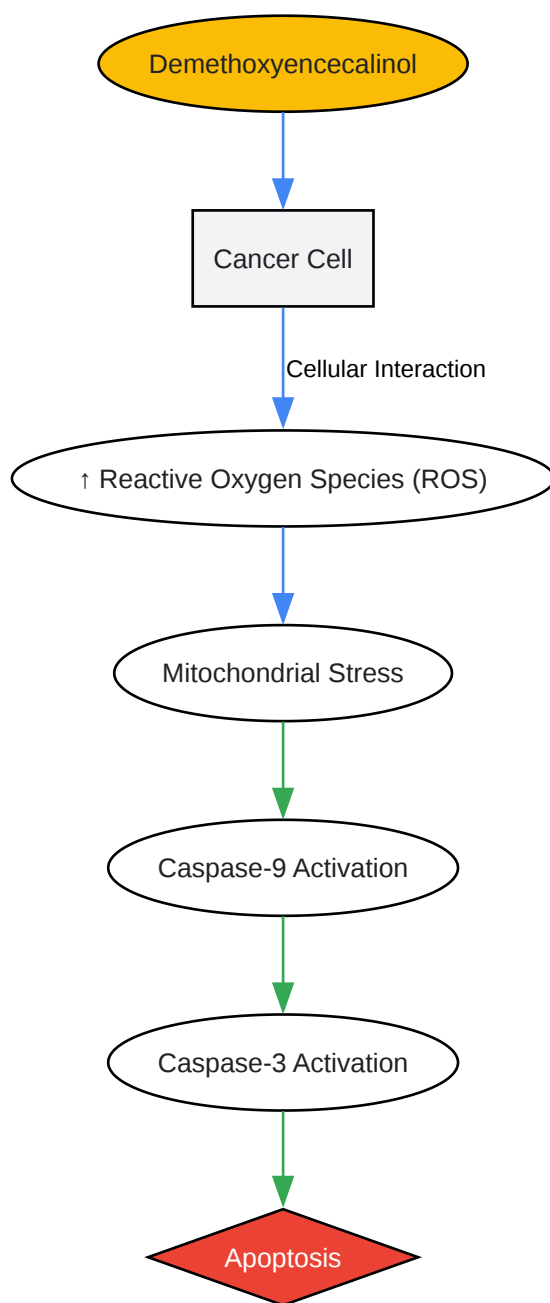 Demethoxyencecalinol
Cancer Cell
Cellular Interaction
↑ Reactive Oxygen Species (ROS)
Mitochondrial Stress
Caspase-9 Activation
Caspase-3 Activation
Apoptosis